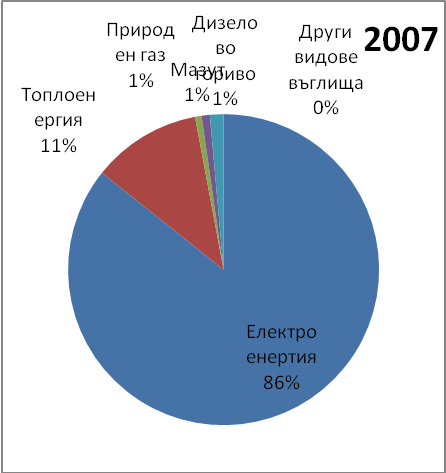 2007
Природ
ен газ
1%
Мазут
1%
Дизело
во
гориво
1%
Други
видове
въглища
0%
Топлоен
ергия
11%
Електро
енертия
86%